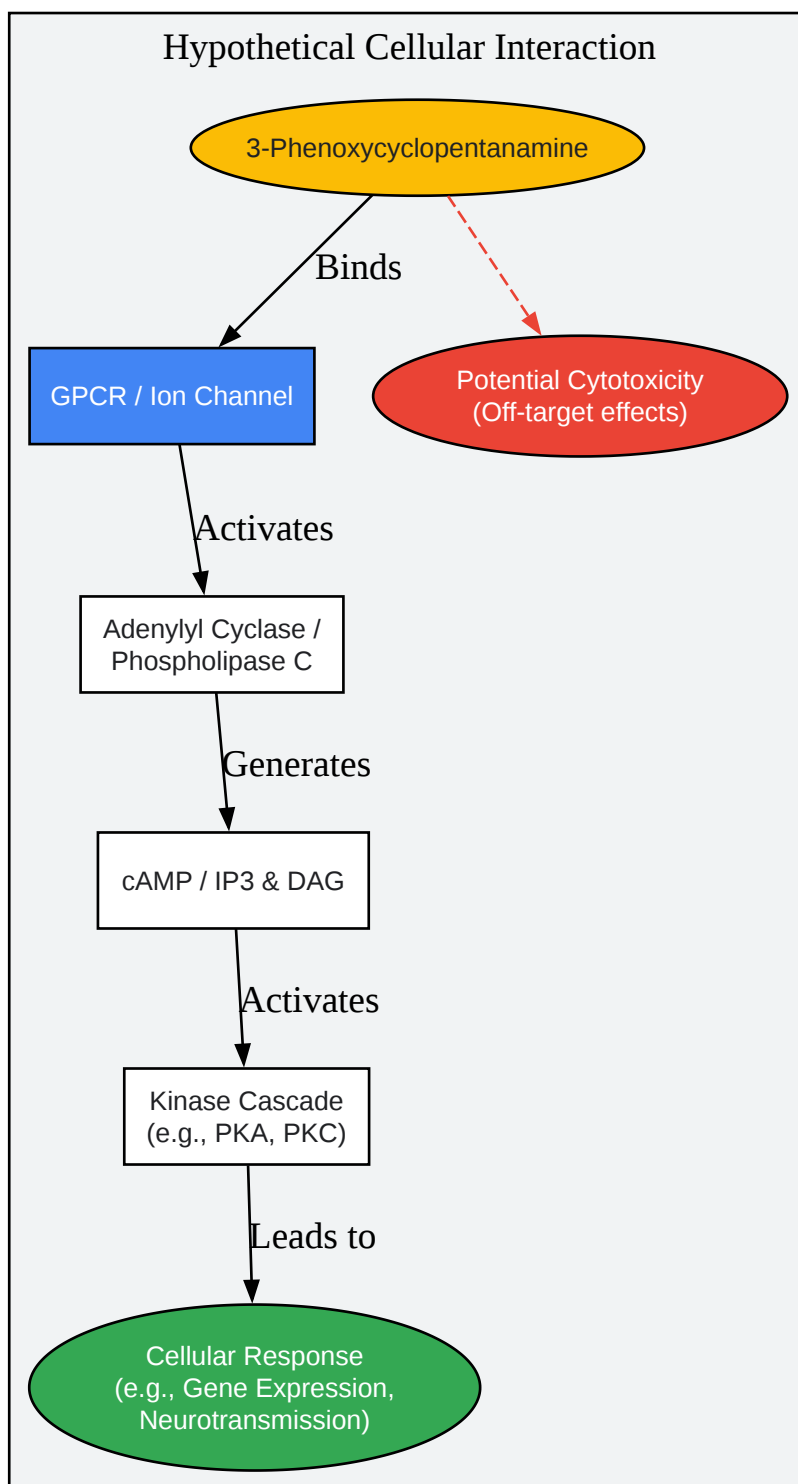 Hypothetical Cellular Interaction
3-Phenoxycyclopentanamine
Binds
GPCR / Ion Channel
Potential Cytotoxicity
(Off-target effects)
Activates
Adenylyl Cyclase /
Phospholipase C
Generates
cAMP / IP3 & DAG
Activates
Kinase Cascade
(e.g., PKA, PKC)
Leads to
Cellular Response
(e.g., Gene Expression,
Neurotransmission)